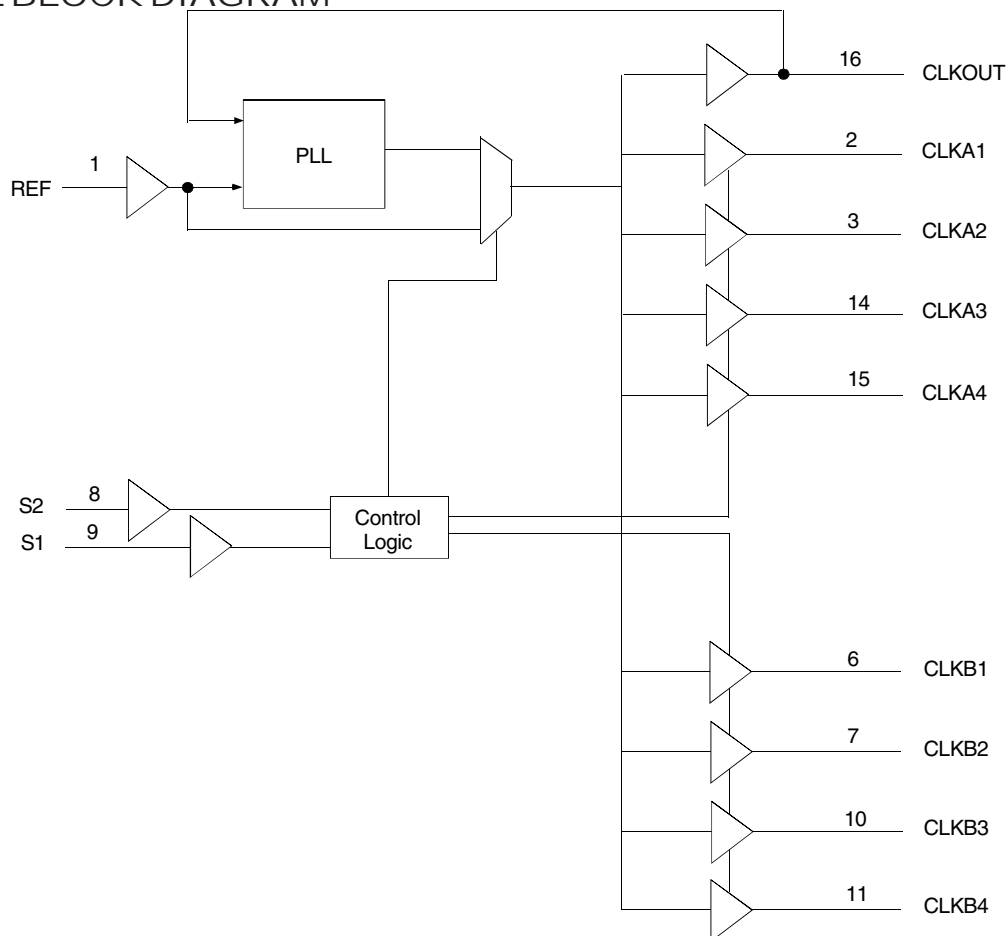 BLOCK DIAGRAM
16 CLKOUT
PLL
2 CLKA1
1
REF
3 CLKA2
14 CLKA3
15 CLKA4
S2 8
Control
Logic
S1 9
6 CLKB1
7 CLKB2
10 CLKB3
11 CLKB4